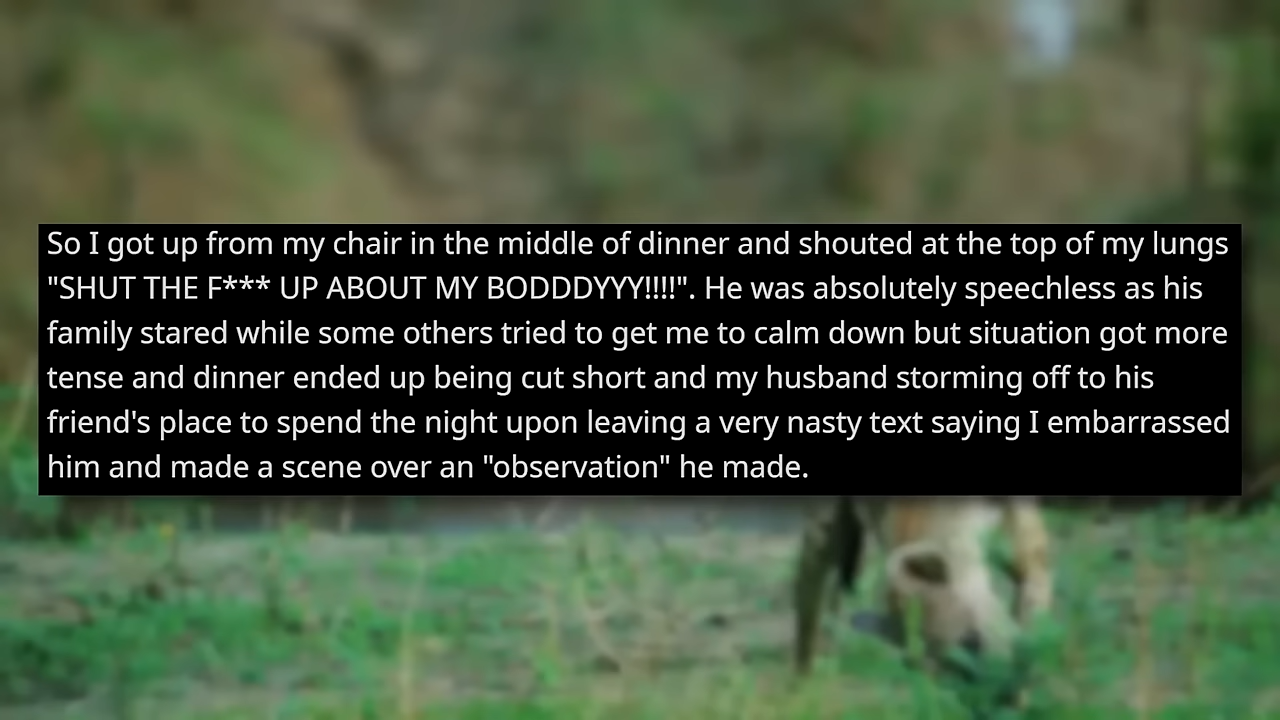 So I got up from my chair in the middle of dinner and shouted at the top of my lungs
"SHUT THE F*** UP ABOUT MY BODDDYYY!!!!". He was absolutely speechless as his
family stared while some others tried to get me to calm down but situation got more
tense and dinner ended up being cut short and my husband storming off to his
friend's place to spend the night upon leaving a very nasty text saying I embarrassed
him and made a scene over an "observation" he made.